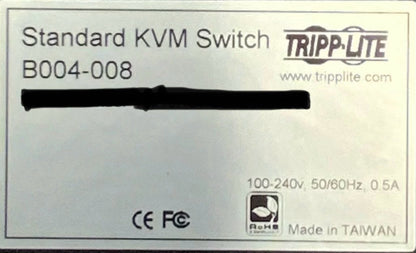 Standard KVM Switch TRIPP·LITE
B004-008 www.tripplite.com
100-240v, 50/60Hz, 0.5A
CE FC RoHS Made in TAIWAN